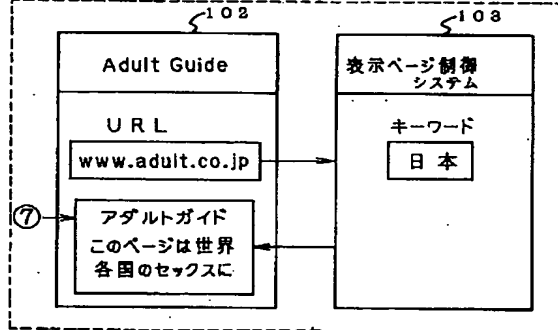 102
103
Adult Guide
表示ページ制御
システム
URL
www.adult.co.jp
キーワード
日本
⑦
アダルトガイド
このページは世界
各国のセックスに